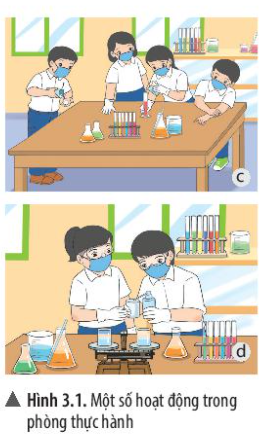 c
d
▲ Hình 3.1. Một số hoạt động trong
phòng thực hành